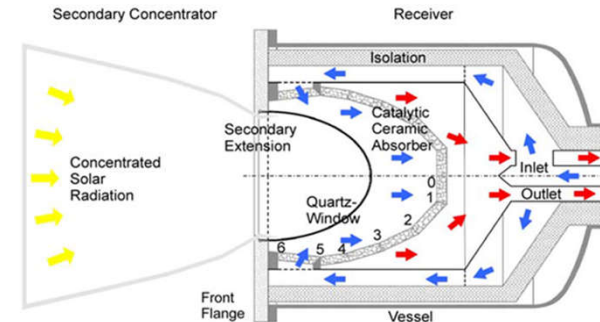 Secondary Concentrator
Receiver
Isolation
Catalytic
Ceramic
Absorber
Secondary
Extension
Concentrated
Solar
Radiation
Inlet
Outlet
Quartz-
Window
0
1
2
3
4
5
6
Front
Flange
Vessel